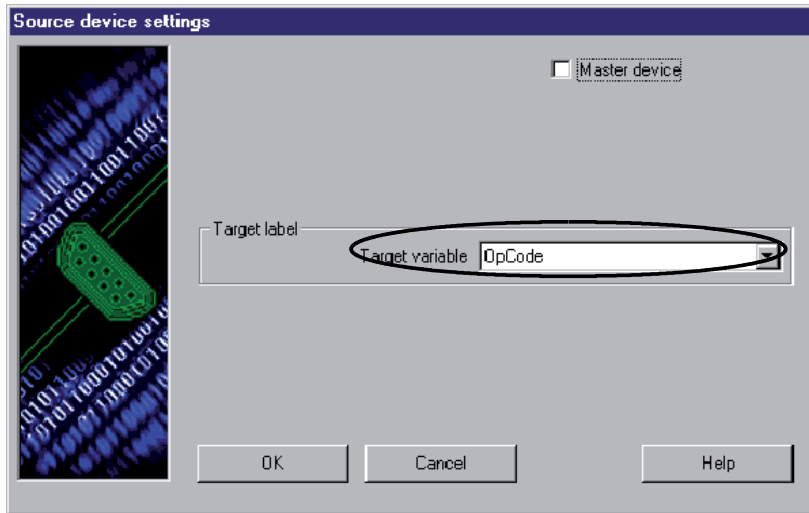 Source device settings
Master device
Target label
Target variable OpCode
OK Cancel Help